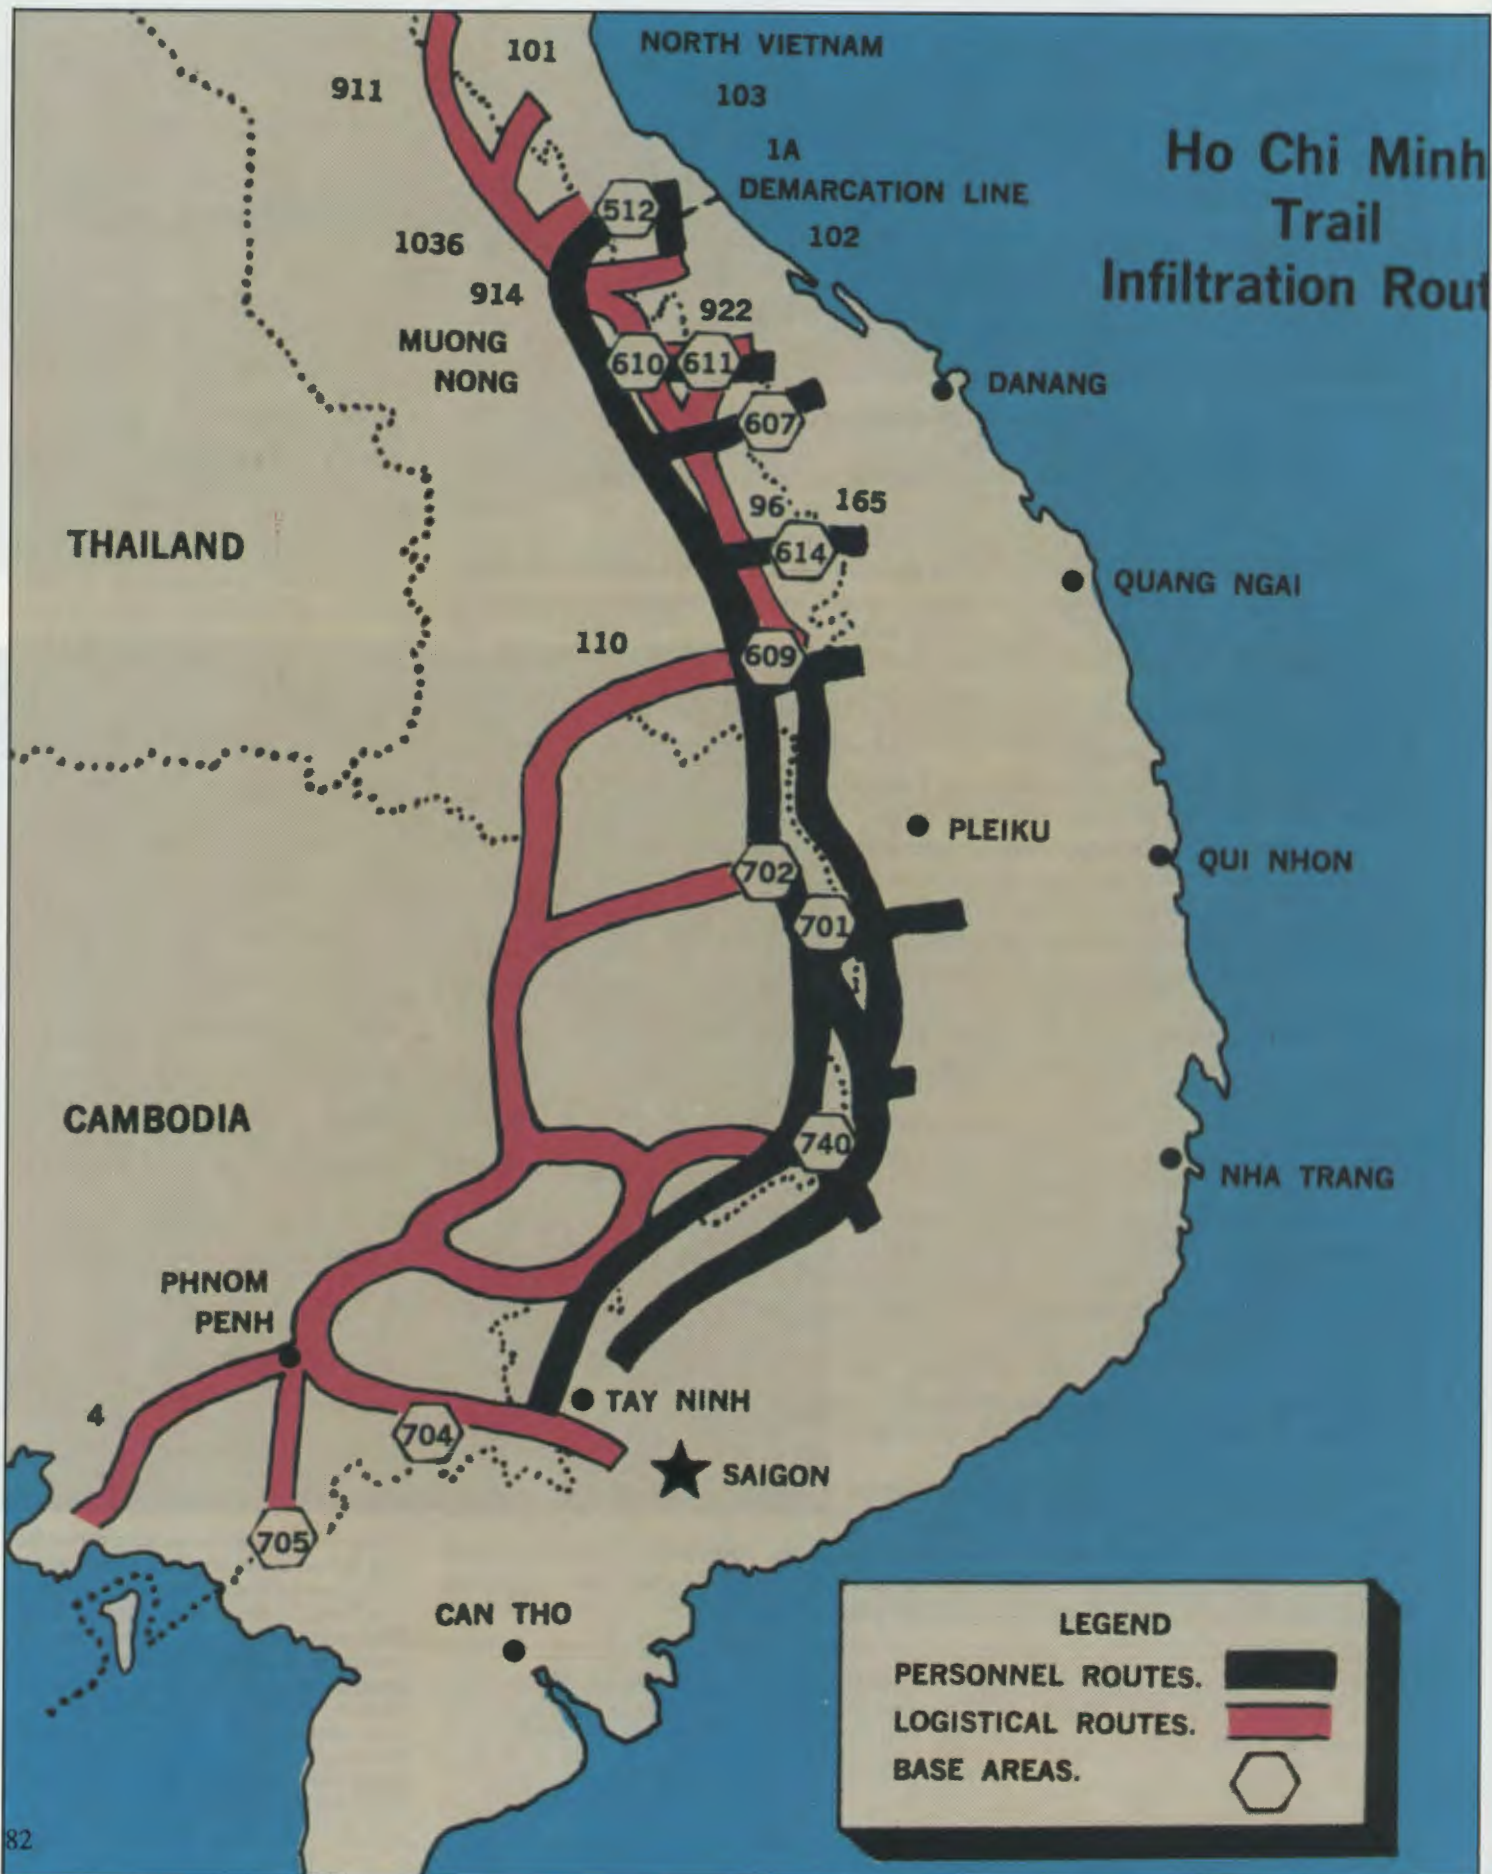 101
NORTH VIETNAM
911
103
1A
Ho Chi Minh
Trail
Infiltration Rout
DEMARCATION LINE
512
102
1036
914
922
MUONG
NONG
610
611
DANANG
607
96
165
THAILAND
614
QUANG NGAI
110
609
PLEIKU
QUI NHON
702
701
CAMBODIA
740
NHA TRANG
PHNOM
PENH
TAY NINH
4
704
SAIGON
705
CAN THO
LEGEND
PERSONNEL ROUTES.
LOGISTICAL ROUTES.
BASE AREAS.
82